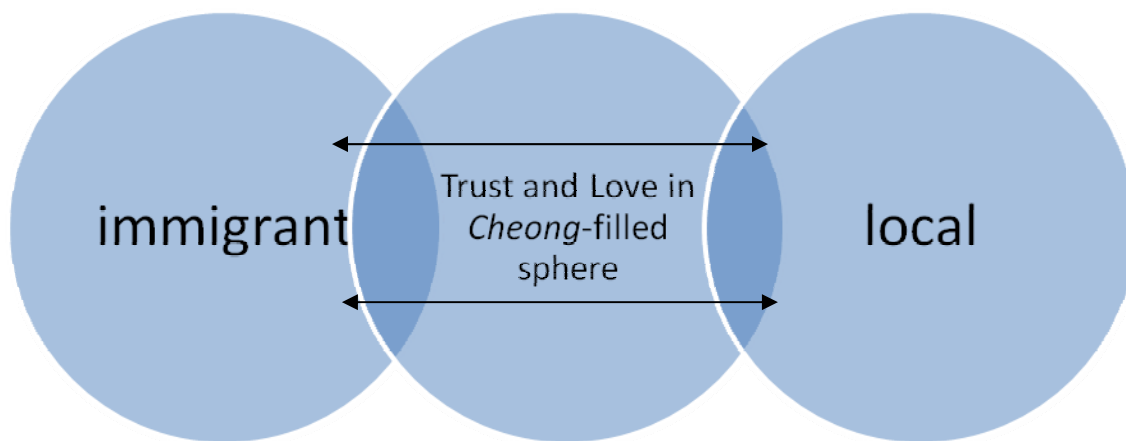 immigrant
Trust and Love in
Cheong-filled
sphere
local